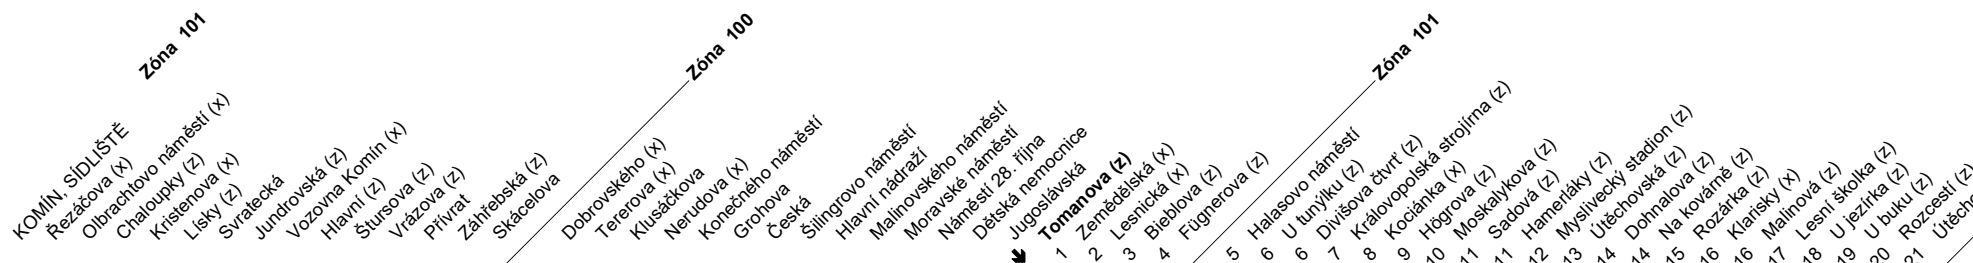 Zóna 101
KOMÍN, SÍDLIŠTĚ
Řezáčova (x)
Olbrachtovo náměstí (x)
Chaloupky (z)
Kristenova (x)
Lísky (z)
Svratecká
Jundrovská (z)
Vozovna Komín (x)
Hlavní (z)
Štursova (z)
Vrázova (z)
Přívrat
Záhřebská (z)
Skácelova
Zóna 100
Dobrovského (x)
Tererova (x)
Klusáčkova
Nerudova (x)
Konečného náměstí
Grohova
Česká
Šilingrovo náměstí
Hlavní nádraží
Malinovského náměstí
Moravské náměstí
Náměstí 28. října
Dětská nemocnice
Jugoslávská
Tomanova (z)
1 Zemědělská (x)
2 Lesnická (x)
3 Bieblova (z)
4 Fügnerova (z)
Zóna 101
5 Halasovo náměstí
6 U tunýlku (z)
6 Divišova čtvrť (z)
7 Královopolská strojírna (z)
8 Kociánka (x)
9 Högrova (z)
10 Moskalykova (z)
11 Sadová (z)
11 Hamerláky (z)
12 Myslivecký stadion (z)
13 Útěchovská (z)
14 Dohnalova (z)
14 Na kovárně (z)
15 Rozárka (z)
16 Klarisky (x)
16 Malinová (z)
17 Lesní školka (z)
18 U jezírka (z)
19 U buku (z)
20 Rozcestí (z)
21